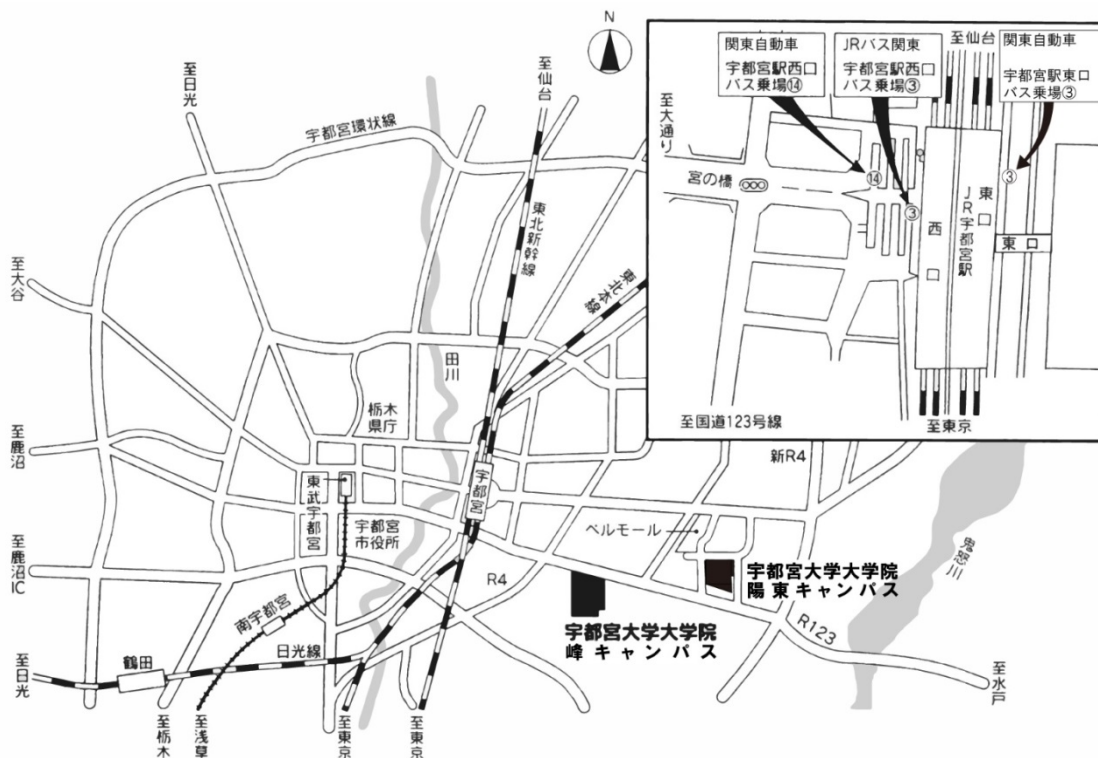 N
至仙台
至日光
宇都宮環状線
東北新幹線
東北本線
至大谷
田川
栃木
県庁
至鹿沼
東武宇都宮
宇都宮
市役所
宇都宮
至鹿沼IC
南宇都宮
R4
日光線
鶴田
至日光
至栃木
至浅草
至東京
至東京
新R4
ベルモール
宇都宮大学大学院
陽東キャンパス
宇都宮大学大学院
峰キャンパス
鬼怒川
R123
至水戸
関東自動車
宇都宮駅西口
バス乗場⑭
JRバス関東
宇都宮駅西口
バス乗場③
至仙台
関東自動車
宇都宮駅東口
バス乗場③
至大通り
宮の橋
⑭
③
③
西口
JR宇都宮駅
東口
東口
至国道123号線
至東京